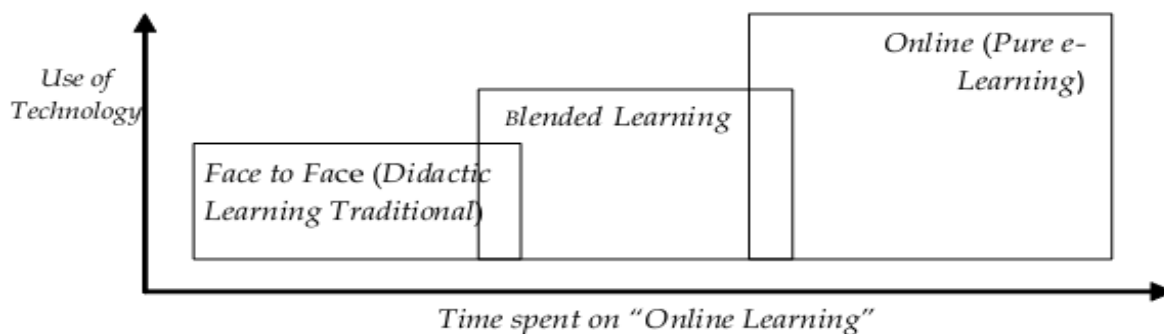 Use of
Technology
Face to Face (Didactic
Learning Traditional)
Blended Learning
Online (Pure e-
Learning)
Time spent on “Online Learning”